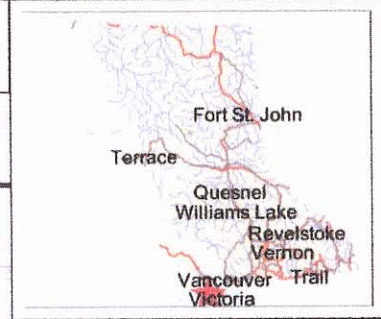 Fort St. John
Terrace
Quesnel
Williams Lake
Revelstoke
Vernon
Vancouver Trail
Victoria